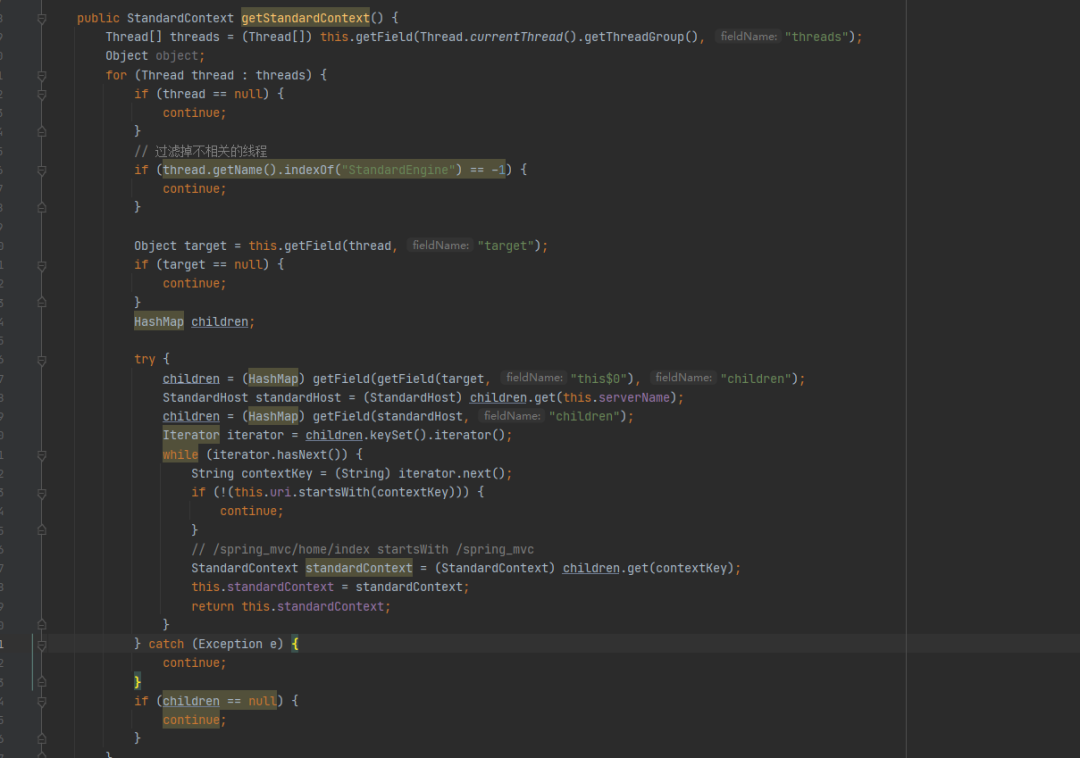 public StandardContext getStandardContext() {
Thread[] threads = (Thread[]) this.getField(Thread.currentThread().getThreadGroup(), fieldName: "threads");
Object object;
for (Thread thread : threads) {
if (thread == null) {
continue;
}
// 过滤掉不相关的线程
if (thread.getName().indexOf("StandardEngine") == -1) {
continue;
}
Object target = this.getField(thread, fieldName: "target");
if (target == null) {
continue;
}
HashMap children;
try {
children = (HashMap) getField(getField(target, fieldName: "this$0"), fieldName: "children");
StandardHost standardHost = (StandardHost) children.get(this.serverName);
children = (HashMap) getField(standardHost, fieldName: "children");
Iterator iterator = children.keySet().iterator();
while (iterator.hasNext()) {
String contextKey = (String) iterator.next();
if (!(this.uri.startsWith(contextKey))) {
continue;
}
// /spring_mvc/home/index startsWith /spring_mvc
StandardContext standardContext = (StandardContext) children.get(contextKey);
this.standardContext = standardContext;
return this.standardContext;
}
} catch (Exception e) {
continue;
}
if (children == null) {
continue;
}